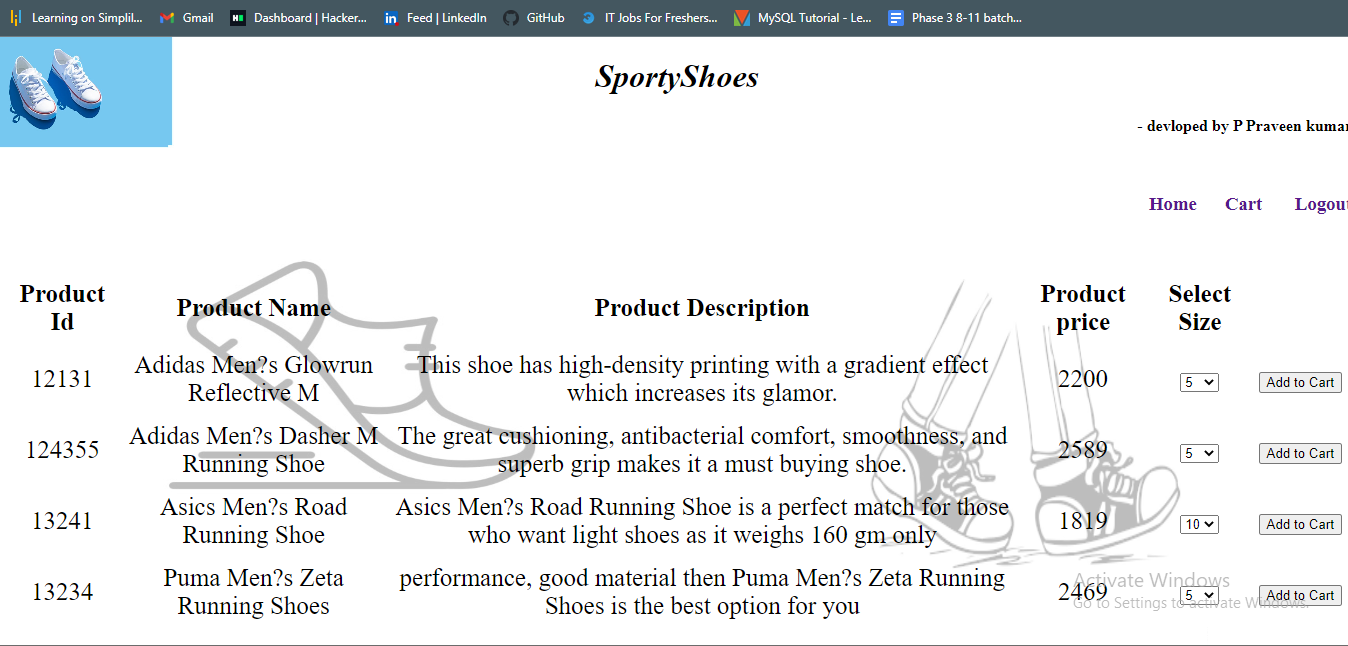 Learning on Simplil... Gmail Dashboard | Hacker... Feed | LinkedIn GitHub IT Jobs For Freshers... MySQL Tutorial - Le... Phase 3 8-11 batch...
SportyShoes
- devloped by P Praveen kumar
Home Cart Logout
Product Id Product Name Product Description Product price Select Size
12131 Adidas Men?s Glowrun Reflective M This shoe has high-density printing with a gradient effect which increases its glamor. 2200 5 Add to Cart
124355 Adidas Men?s Dasher M Running Shoe The great cushioning, antibacterial comfort, smoothness, and superb grip makes it a must buying shoe. 2589 5 Add to Cart
13241 Asics Men?s Road Running Shoe Asics Men?s Road Running Shoe is a perfect match for those who want light shoes as it weighs 160 gm only 1819 10 Add to Cart
13234 Puma Men?s Zeta Running Shoes performance, good material then Puma Men?s Zeta Running Shoes is the best option for you 2469 5 Add to Cart
Activate Windows
Go to Settings to activate Windows.